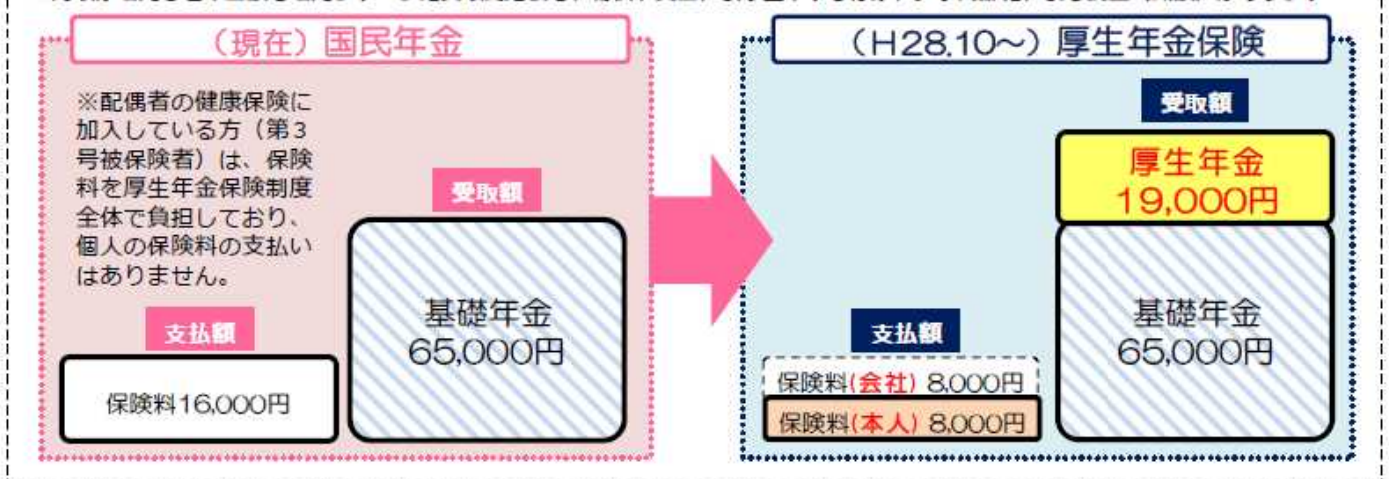 （現在）国民年金
※配偶者の健康保険に
加入している方（第３
号被保険者）は、保険
料を厚生年金保険制度
全体で負担しており、
個人の保険料の支払い
はありません。
受取額
基礎年金
65,000円
支払額
保険料16,000円
（H28.10～）厚生年金保険
受取額
厚生年金
19,000円
基礎年金
65,000円
支払額
保険料(会社) 8,000円
保険料(本人) 8,000円